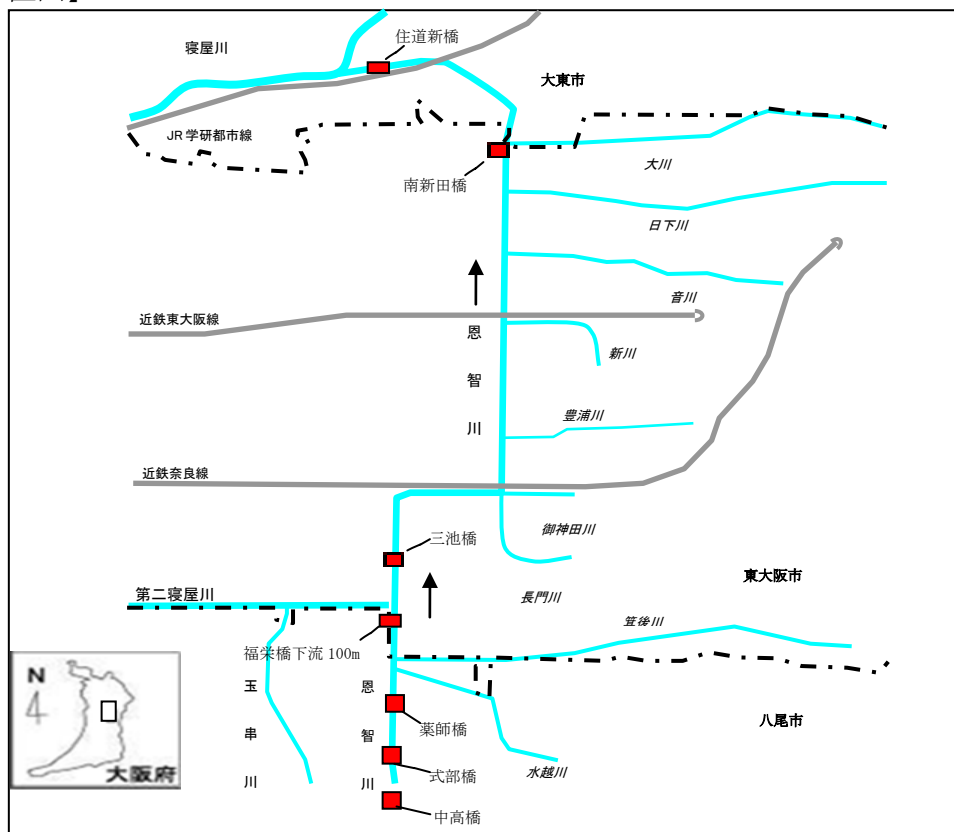 寝屋川
住道新橋
大東市
JR 学研都市線
大川
南新田橋
日下川
音川
近鉄東大阪線
恩智川
新川
豊浦川
近鉄奈良線
御神田川
三池橋
東大阪市
第二寝屋川
長門川
箕後川
福栄橋下流 100m
玉串川
恩智川
薬師橋
八尾市
式部橋
水越川
中高橋
N
大阪府